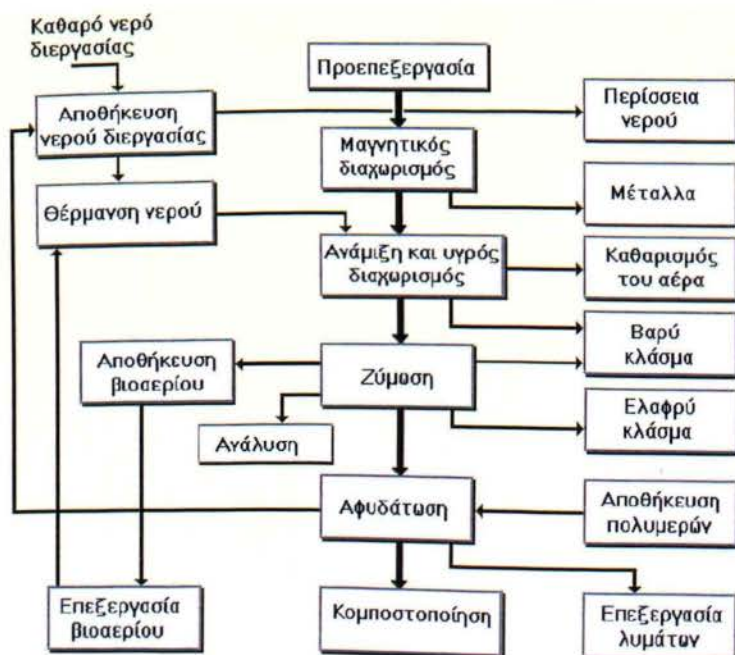 Καθαρό νερό
διεργασίας
Προεπεξεργασία
Αποθήκευση
νερού διεργασίας
Περίσσεια
νερού
Μαγνητικός
διαχωρισμός
Μέταλλα
Θέρμανση νερού
Ανάμιξη και υγρός
διαχωρισμός
Καθαρισμός
του αέρα
Βαρύ
κλάσμα
Αποθήκευση
βιοαερίου
Ζύμωση
Ελαφρύ
κλάσμα
Ανάλυση
Αφυδάτωση
Αποθήκευση
πολυμερών
Επεξεργασία
βιοαερίου
Κομποστοποίηση
Επεξεργασία
λυμάτων